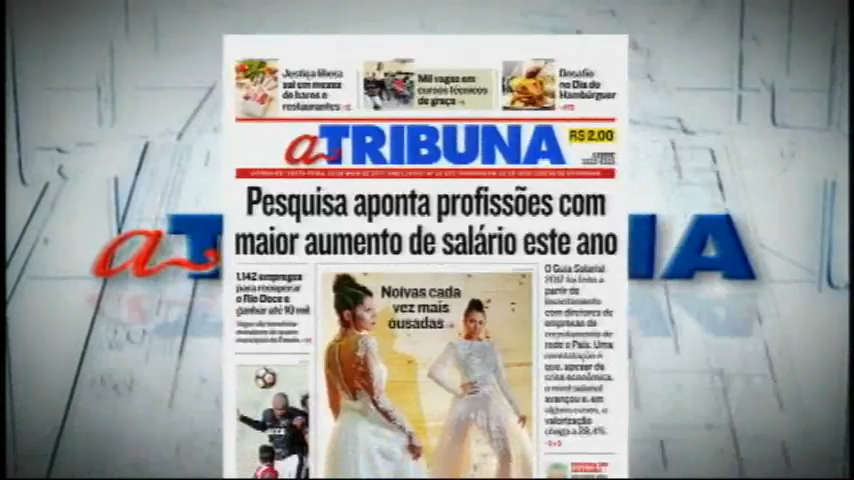 Justiça libera
sal em mesas
de bares e
restaurantes
Mil vagas em
cursos técnicos
de graça
Desafio
no Dia do
Hambúrguer
a TRIBUNA
R$ 2,00
Pesquisa aponta profissões com
maior aumento de salário este ano
1.142 empregos
para recuperar
o Rio Doce e
ganhar até 10 mil
Noivas cada
vez mais
ousadas
O Guia Salarial
2017 foi feito a
partir de
levantamento
com diretores de
empresas de
recrutamento de
todo o País. Uma
constatação é
que, apesar da
crise econômica,
o nível salarial
avançou e, em
alguns casos, a
valorização
chega a 29,4%